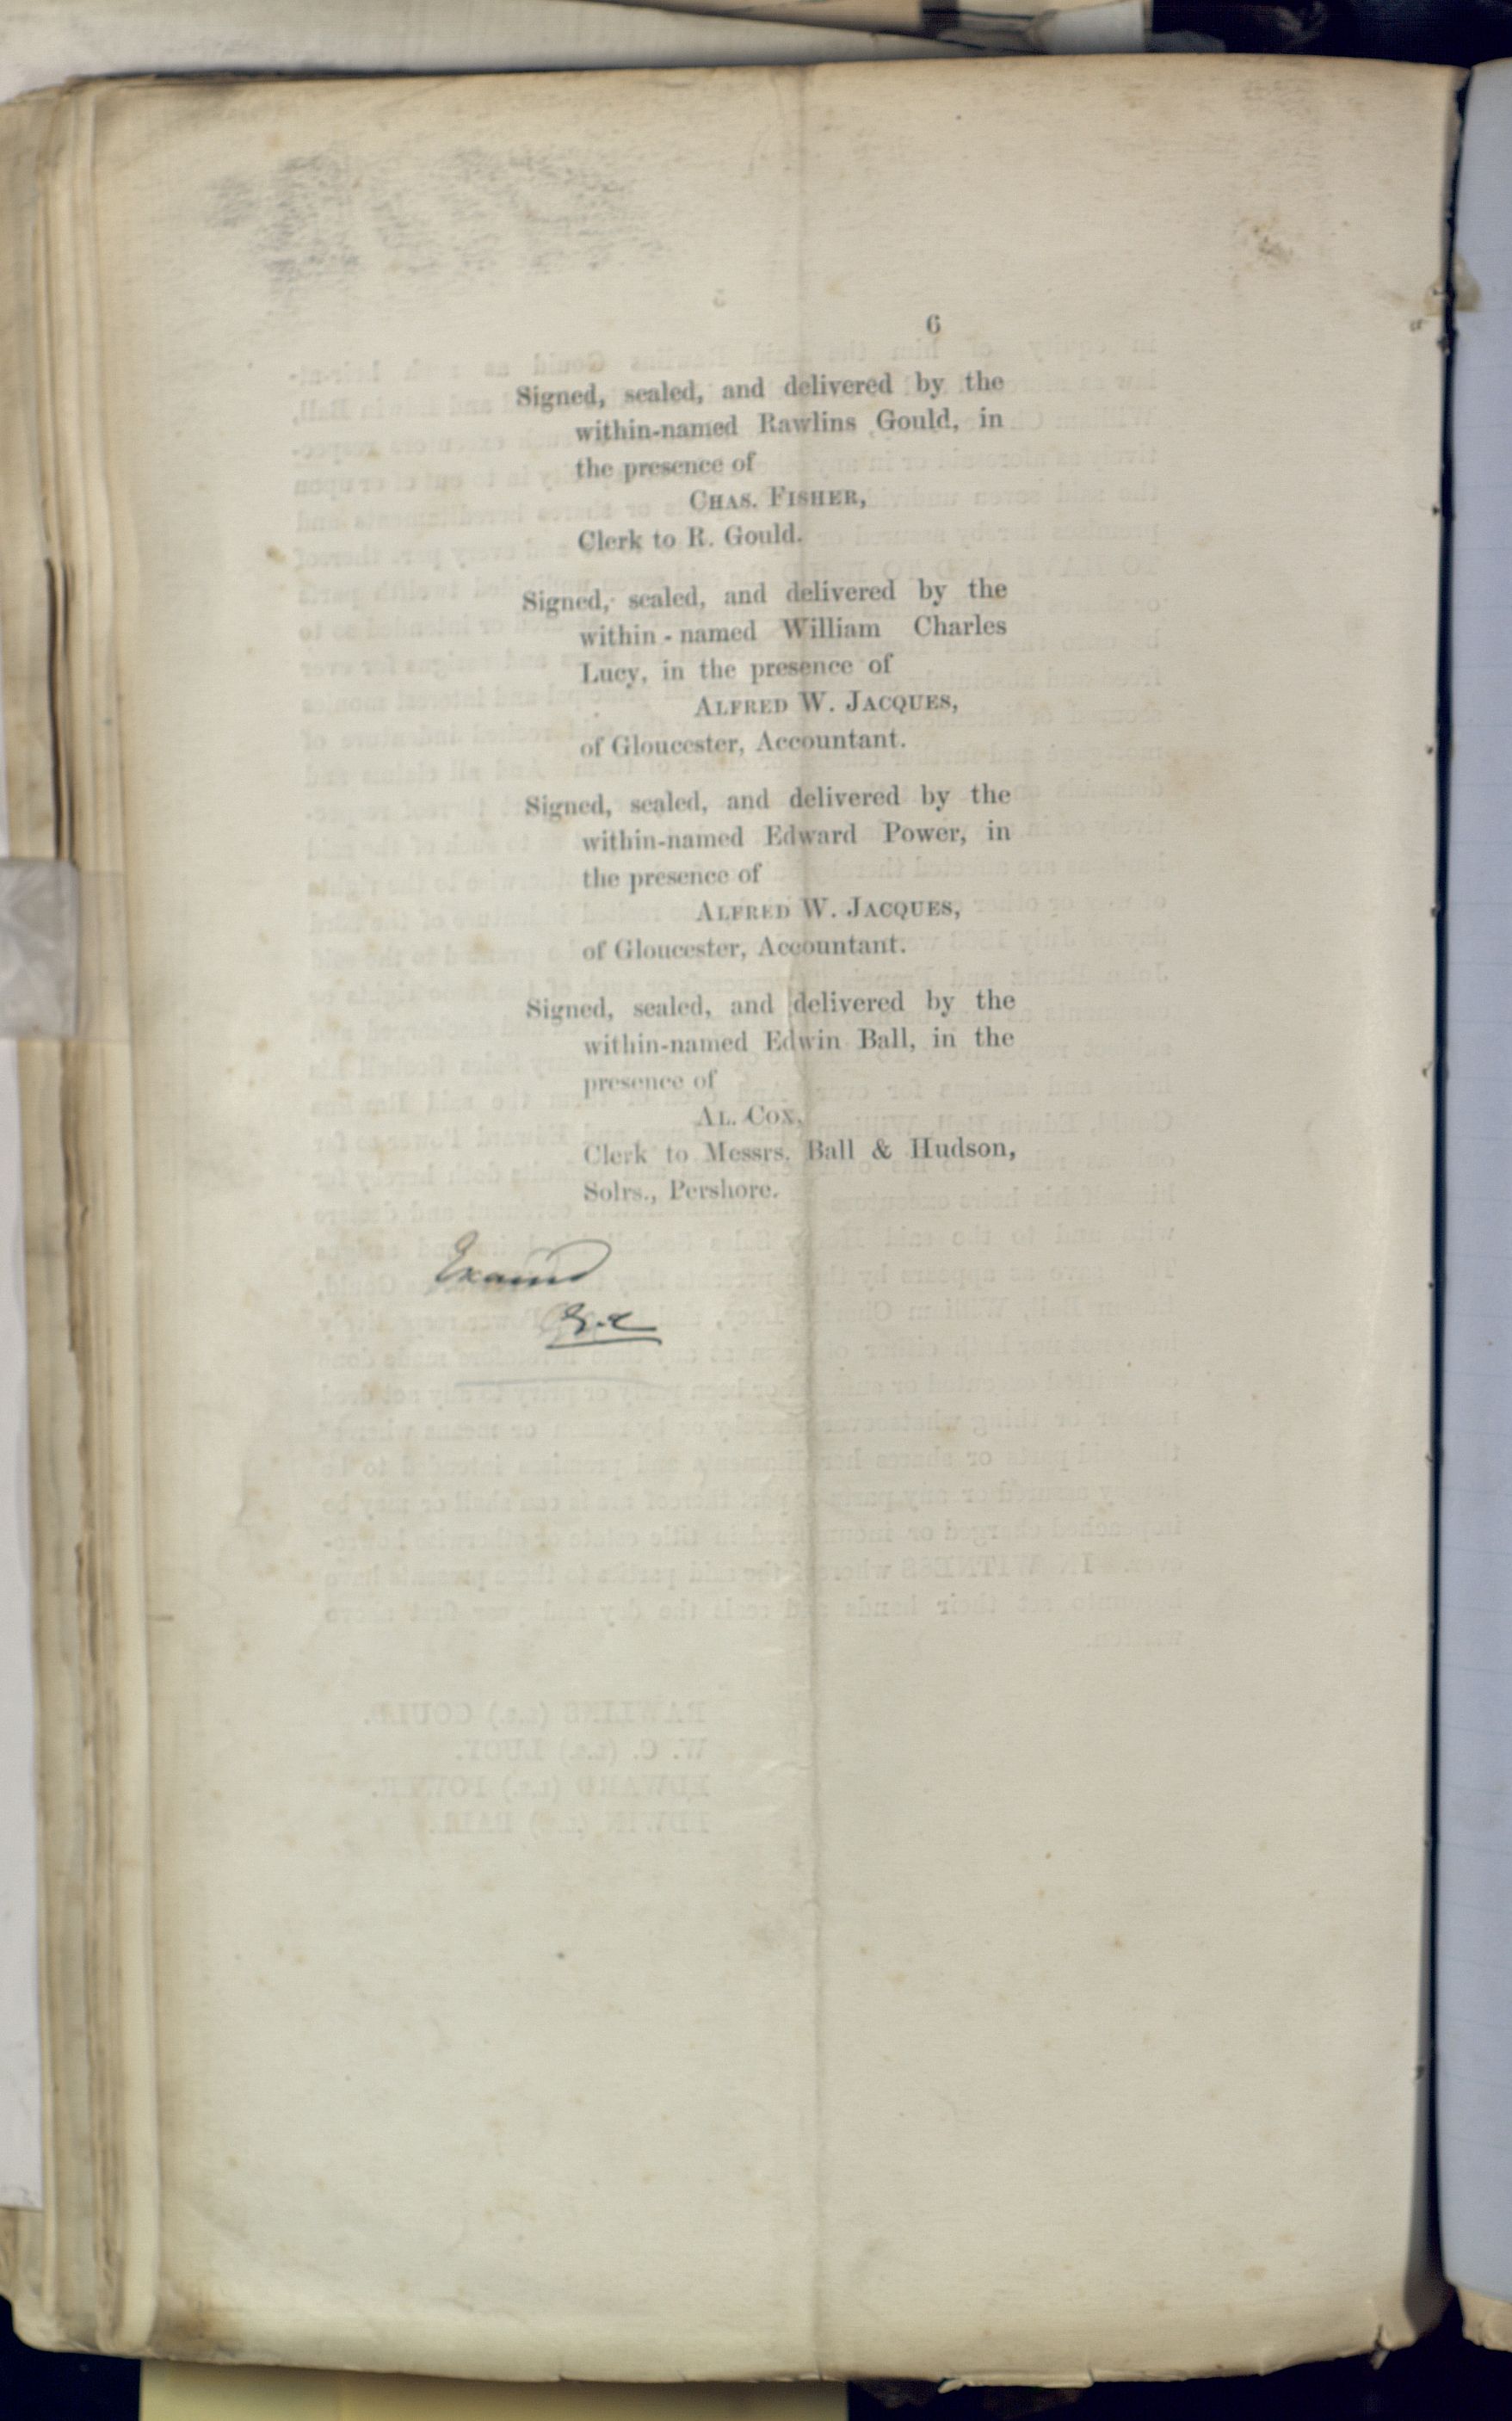 6
Signed, sealed, and delivered by the
within-named Rawlins Gould, in
the presence of
CHAS. FISHER,
Clerk to R. Gould.
Signed, sealed, and delivered by the
within-named William Charles
Lucy, in the presence of
ALFRED W. JACQUES,
of Gloucester, Accountant.
Signed, sealed, and delivered by the
within-named Edward Power, in
the presence of
ALFRED W. JACQUES,
of Gloucester, Accountant.
Signed, sealed, and delivered by the
within-named Edwin Ball, in the
presence of
AL. COX,
Clerk to Messrs. Ball & Hudson,
Solrs., Pershore.
Examd